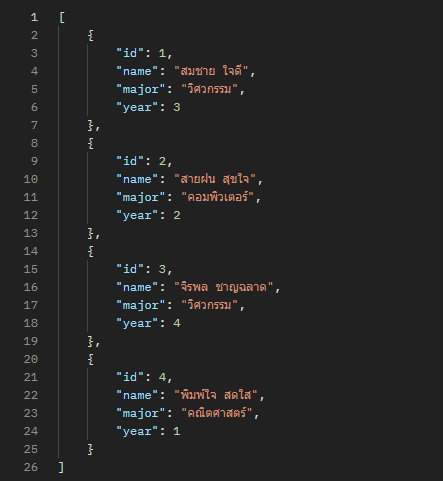 1 [
2 {
3 "id": 1,
4 "name": "สมชาย ใจดี",
5 "major": "วิศวกรรม",
6 "year": 3
7 },
8 {
9 "id": 2,
10 "name": "สายฝน สุขใจ",
11 "major": "คอมพิวเตอร์",
12 "year": 2
13 },
14 {
15 "id": 3,
16 "name": "จิรพล ชาญฉลาด",
17 "major": "วิศวกรรม",
18 "year": 4
19 },
20 {
21 "id": 4,
22 "name": "พิมพ์ใจ สดใส",
23 "major": "คณิตศาสตร์",
24 "year": 1
25 }
26 ]